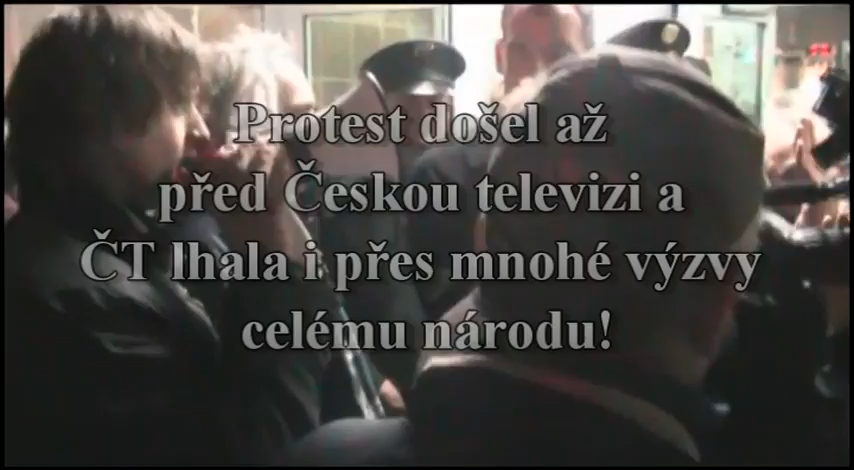 Protest došel až
před Českou televizi a
ČT lhala i přes mnohé výzvy
celému národu!